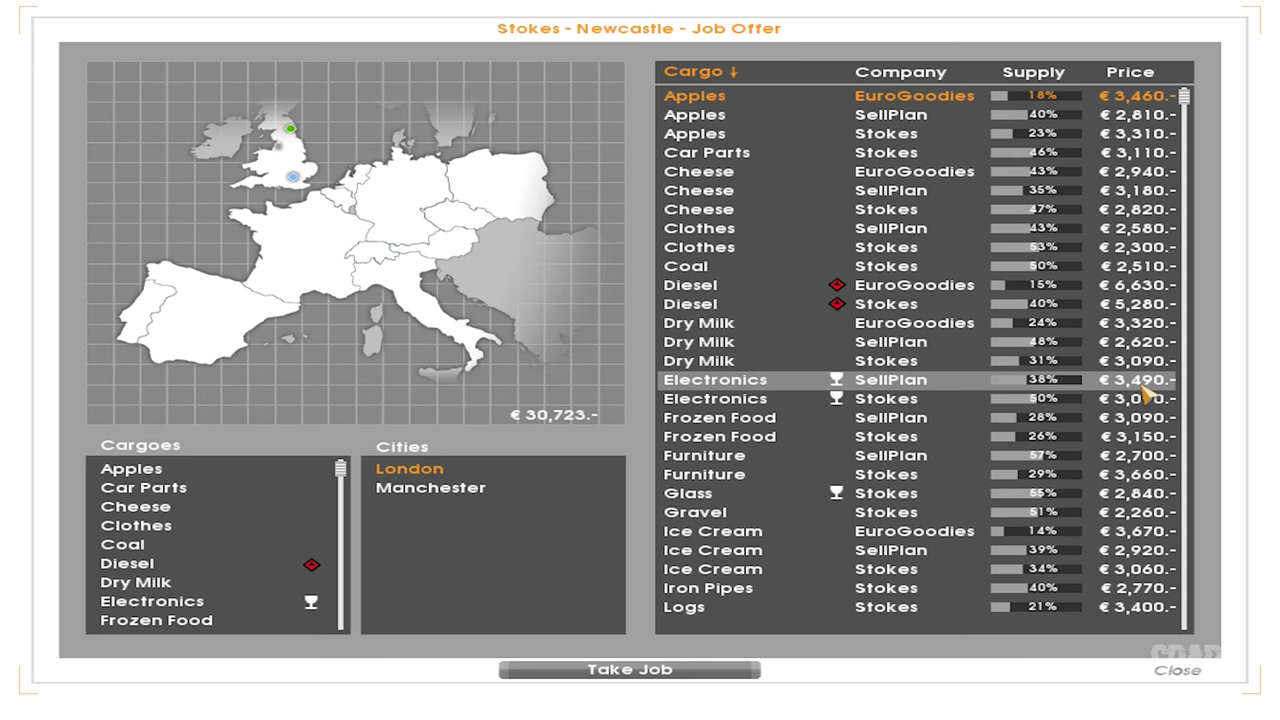 Stokes - Newcastle - Job Offer
Cargo ↓ Company Supply Price
Apples EuroGoodies 18% € 3,460.-
Apples SellPlan 40% € 2,810.-
Apples Stokes 23% € 3,310.-
Car Parts Stokes 46% € 3,110.-
Cheese EuroGoodies 43% € 2,940.-
Cheese SellPlan 35% € 3,180.-
Cheese Stokes 47% € 2,820.-
Clothes SellPlan 43% € 2,580.-
Clothes Stokes 53% € 2,300.-
Coal Stokes 50% € 2,510.-
Diesel EuroGoodies 15% € 6,630.-
Diesel Stokes 40% € 5,280.-
Dry Milk EuroGoodies 24% € 3,320.-
Dry Milk SellPlan 48% € 2,620.-
Dry Milk Stokes 31% € 3,090.-
Electronics SellPlan 38% € 3,490.-
Electronics Stokes 50%
Frozen Food SellPlan 28% € 3,090.-
Frozen Food Stokes 26% € 3,150.-
Furniture SellPlan 57% € 2,700.-
Furniture Stokes 29% € 3,660.-
Glass Stokes 55% € 2,840.-
Gravel Stokes 51% € 2,260.-
Ice Cream EuroGoodies 14% € 3,670.-
Ice Cream SellPlan 39% € 2,920.-
Ice Cream Stokes 34% € 3,060.-
Iron Pipes Stokes 40% € 2,770.-
Logs Stokes 21% € 3,400.-
€ 30,723.-
Cargoes
Apples
Car Parts
Cheese
Clothes
Coal
Diesel
Dry Milk
Electronics
Frozen Food
Cities
London
Manchester
Take Job
Close